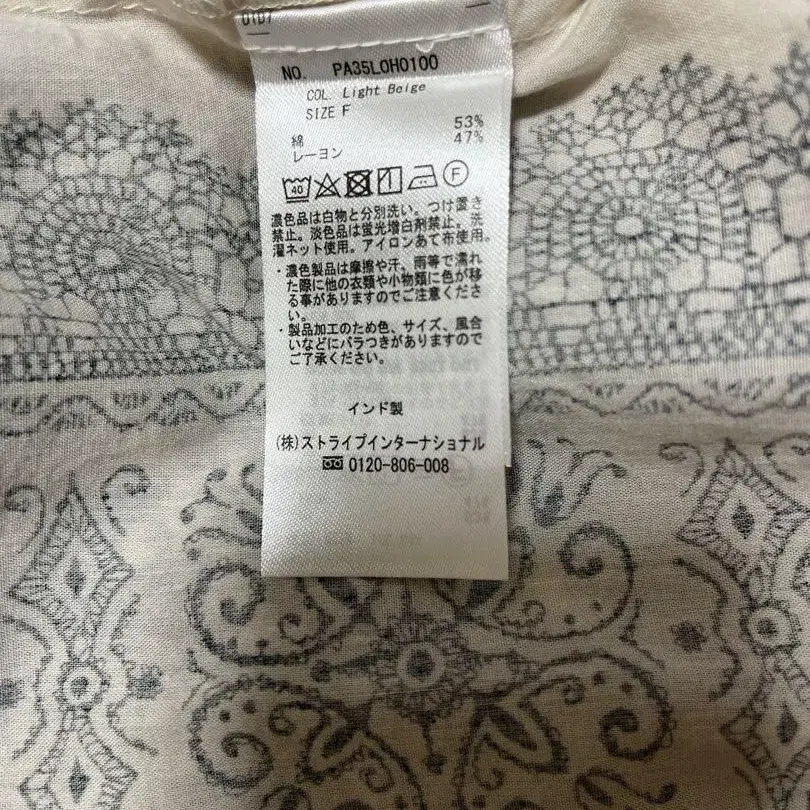 NO. PA35L0H0100
COL. Light Beige
SIZE F
53%
綿
47%
レーヨン
40
F
濃色品は白物と分別洗い。つけ置き
禁止。淡色品は蛍光増白剤禁止。洗
濯ネット使用。アイロンあて布使用。
・濃色製品は摩擦や汗、雨等で濡れ
た際に他の衣類や小物類に色が移
る事がありますのでご注意くださ
い。
・製品加工のため色、サイズ、風合
いなどにバラつきがありますので
ご了承ください。
インド製
(株)ストライプインターナショナル
0120-806-008